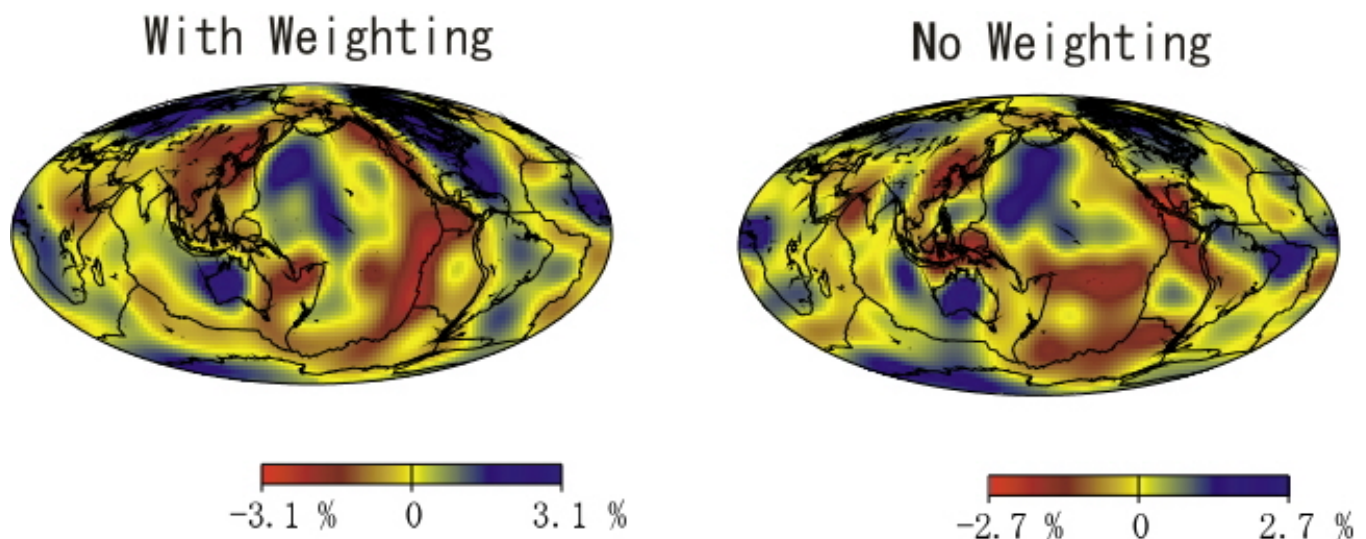 With Weighting
No Weighting
-3.1 % 0 3.1 %
-2.7 % 0 2.7 %